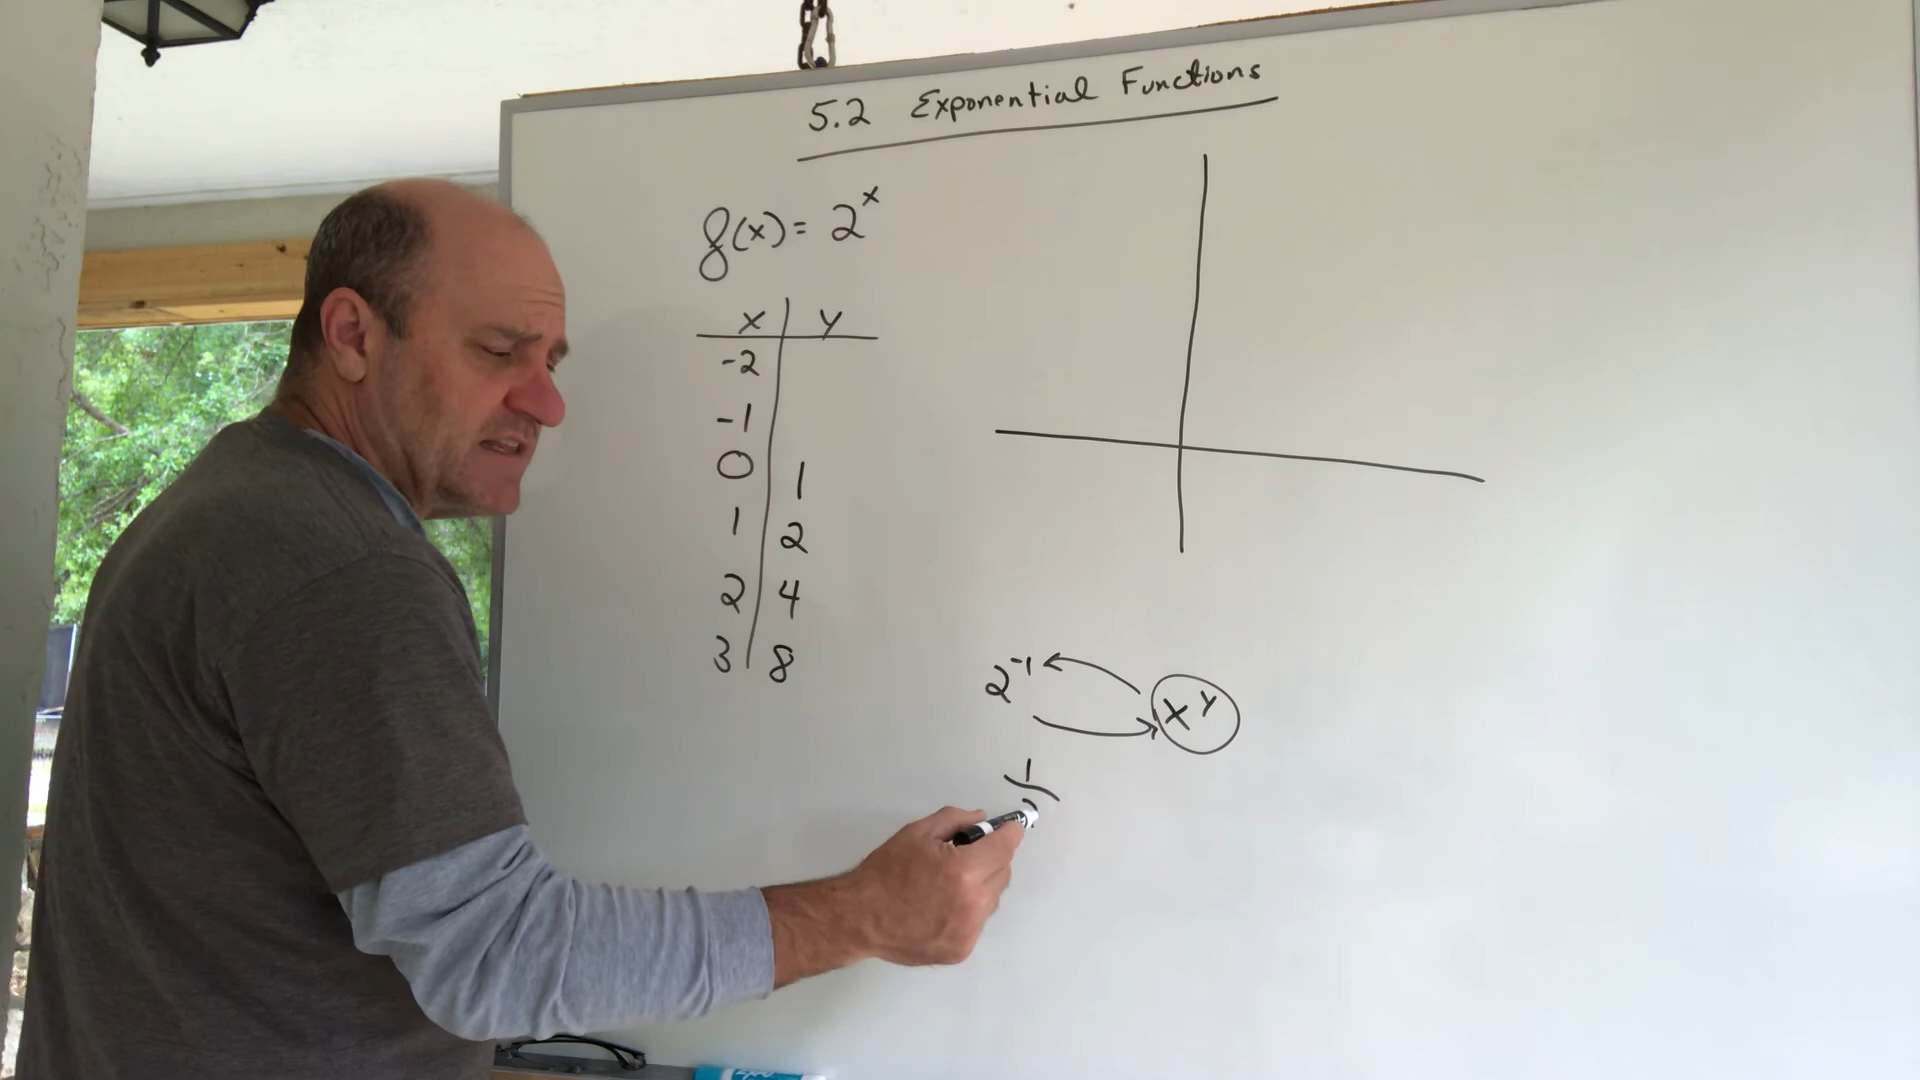 5.2 Exponential Functions
f(x) = 2^x
x y
-2
-1
0 1
1 2
2 4
3 8
2^-1
x^y
1